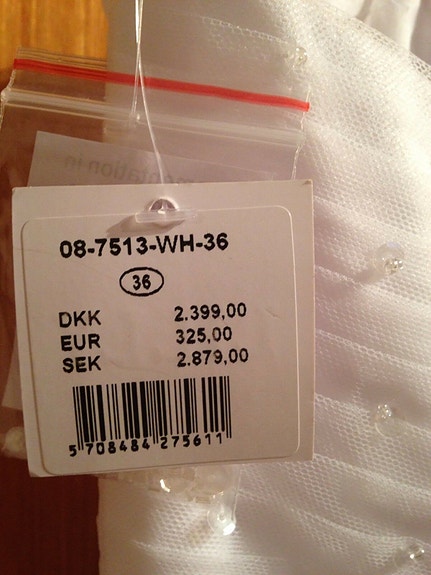 08-7513-WH-36
36
DKK 2.399,00
EUR 325,00
SEK 2.879,00
5 708484 275611